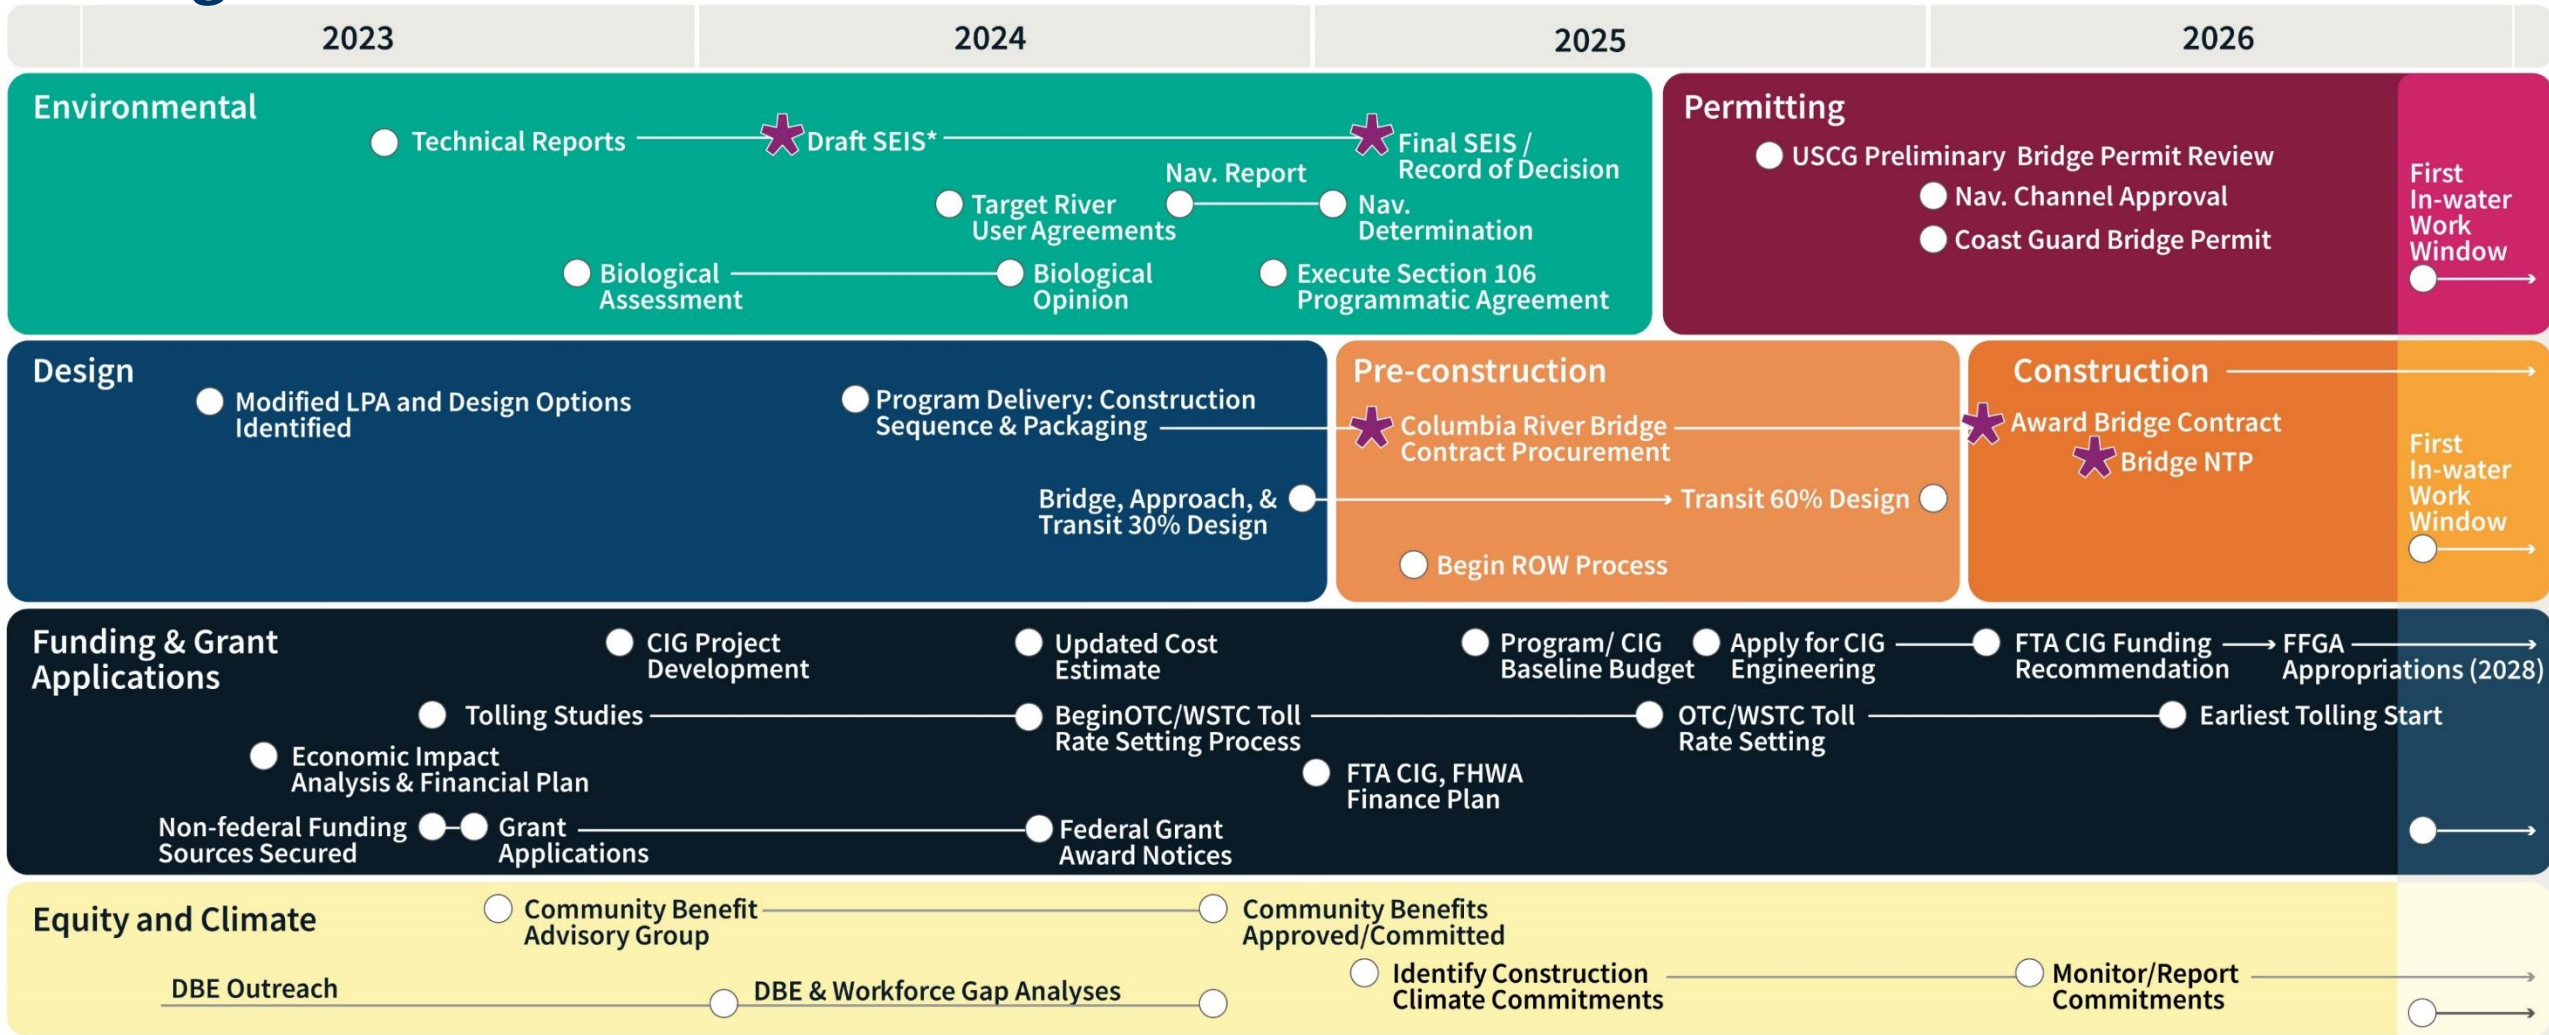 2023
2024
2025
2026
Environmental
Technical Reports
Draft SEIS*
Final SEIS /
Record of Decision
Nav. Report
Target River
User Agreements
Nav.
Determination
Biological
Assessment
Biological
Opinion
Execute Section 106
Programmatic Agreement
Permitting
USCG Preliminary Bridge Permit Review
Nav. Channel Approval
Coast Guard Bridge Permit
First
In-water
Work
Window
Design
Modified LPA and Design Options
Identified
Program Delivery: Construction
Sequence & Packaging
Bridge, Approach, &
Transit 30% Design
Pre-construction
Columbia River Bridge
Contract Procurement
Transit 60% Design
Begin ROW Process
Construction
Award Bridge Contract
Bridge NTP
First
In-water
Work
Window
Funding & Grant
Applications
CIG Project
Development
Updated Cost
Estimate
Program/ CIG
Baseline Budget
Apply for CIG
Engineering
FTA CIG Funding
Recommendation
FFGA
Appropriations (2028)
Tolling Studies
BeginOTC/WSTC Toll
Rate Setting Process
OTC/WSTC Toll
Rate Setting
Earliest Tolling Start
Economic Impact
Analysis & Financial Plan
FTA CIG, FHWA
Finance Plan
Non-federal Funding
Sources Secured
Grant
Applications
Federal Grant
Award Notices
Equity and Climate
Community Benefit
Advisory Group
Community Benefits
Approved/Committed
DBE Outreach
DBE & Workforce Gap Analyses
Identify Construction
Climate Commitments
Monitor/Report
Commitments